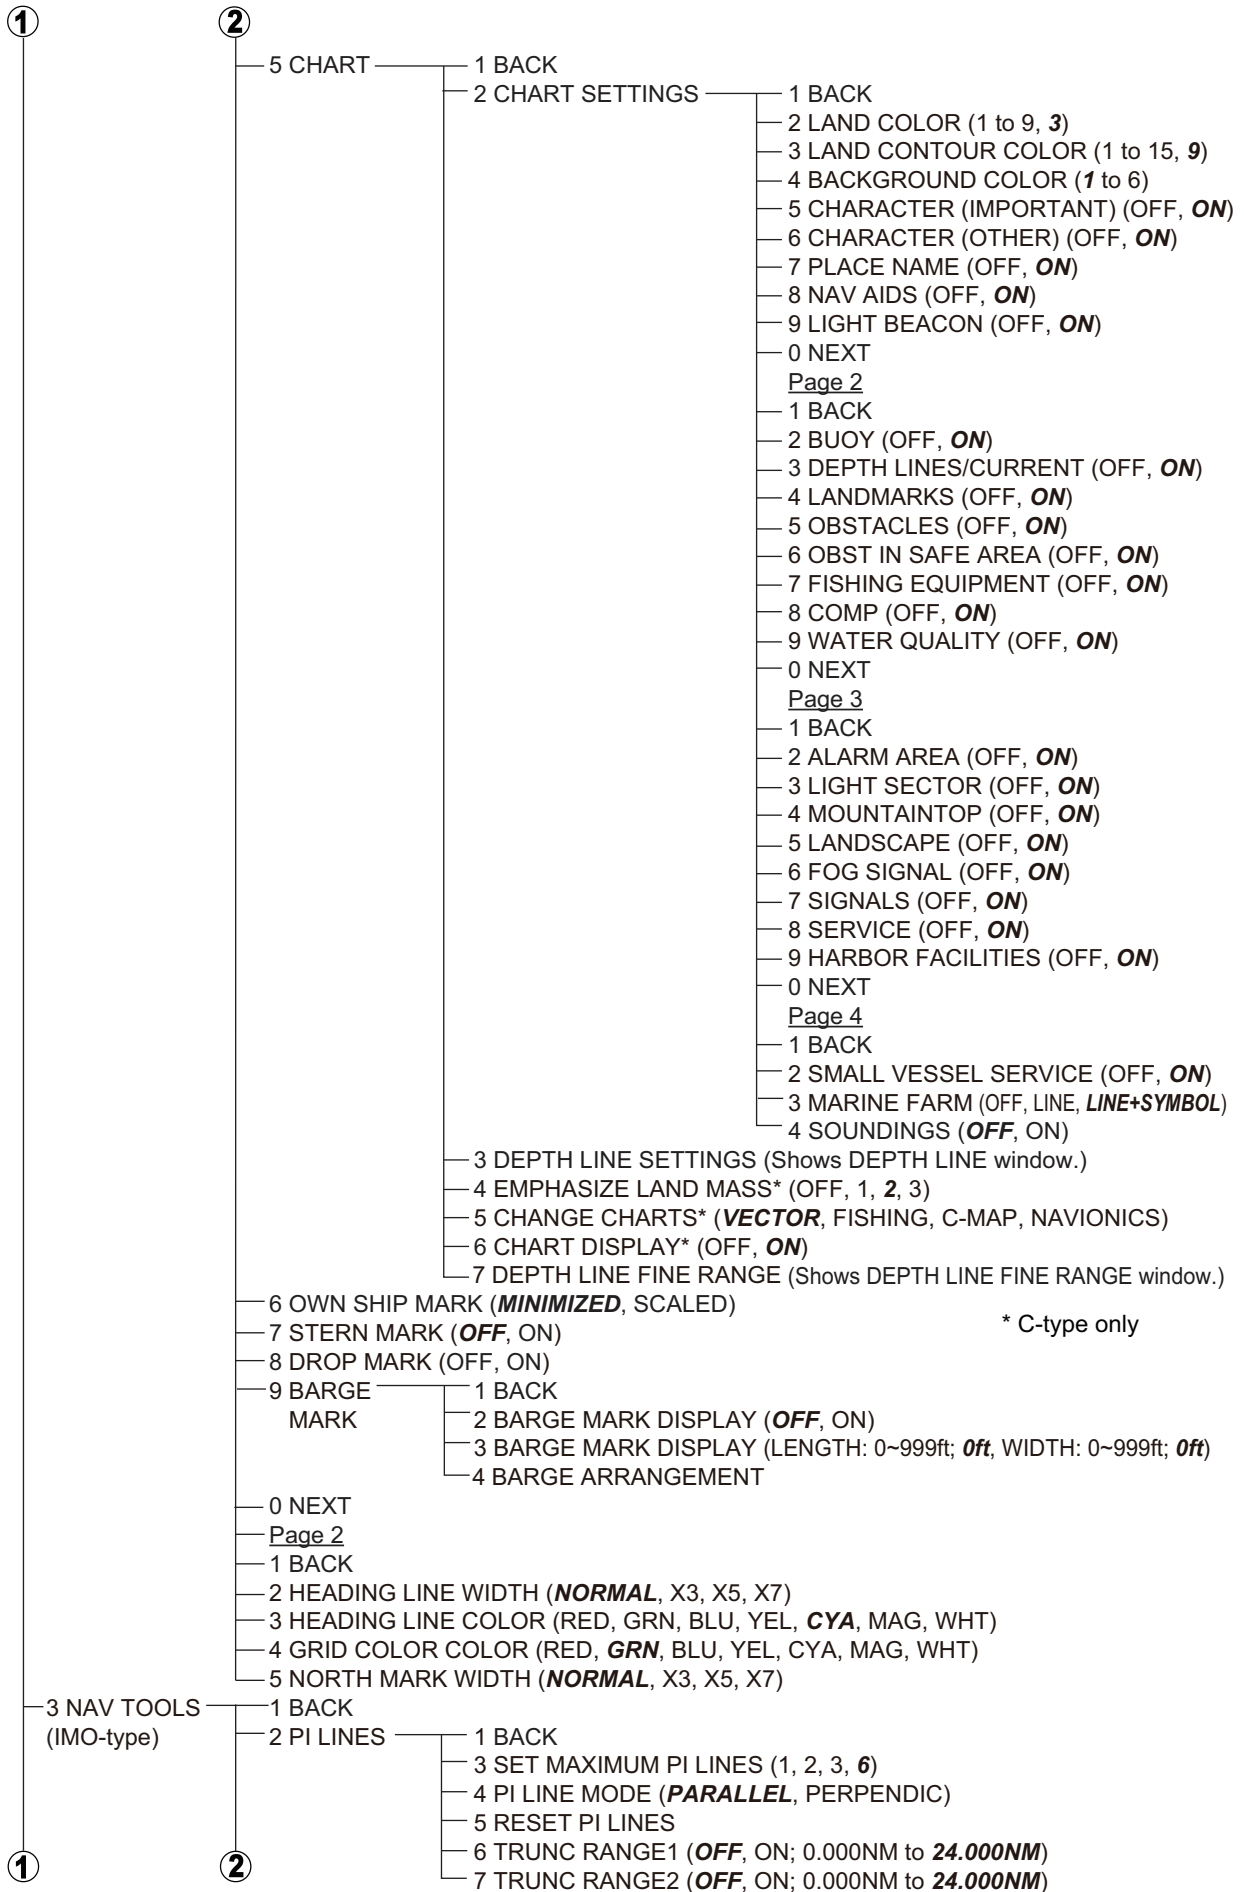 1 2
5 CHART 1 BACK
2 CHART SETTINGS 1 BACK
2 LAND COLOR (1 to 9, 3)
3 LAND CONTOUR COLOR (1 to 15, 9)
4 BACKGROUND COLOR (1 to 6)
5 CHARACTER (IMPORTANT) (OFF, ON)
6 CHARACTER (OTHER) (OFF, ON)
7 PLACE NAME (OFF, ON)
8 NAV AIDS (OFF, ON)
9 LIGHT BEACON (OFF, ON)
0 NEXT
Page 2
1 BACK
2 BUOY (OFF, ON)
3 DEPTH LINES/CURRENT (OFF, ON)
4 LANDMARKS (OFF, ON)
5 OBSTACLES (OFF, ON)
6 OBST IN SAFE AREA (OFF, ON)
7 FISHING EQUIPMENT (OFF, ON)
8 COMP (OFF, ON)
9 WATER QUALITY (OFF, ON)
0 NEXT
Page 3
1 BACK
2 ALARM AREA (OFF, ON)
3 LIGHT SECTOR (OFF, ON)
4 MOUNTAINTOP (OFF, ON)
5 LANDSCAPE (OFF, ON)
6 FOG SIGNAL (OFF, ON)
7 SIGNALS (OFF, ON)
8 SERVICE (OFF, ON)
9 HARBOR FACILITIES (OFF, ON)
0 NEXT
Page 4
1 BACK
2 SMALL VESSEL SERVICE (OFF, ON)
3 MARINE FARM (OFF, LINE, LINE+SYMBOL)
4 SOUNDINGS (OFF, ON)
3 DEPTH LINE SETTINGS (Shows DEPTH LINE window.)
4 EMPHASIZE LAND MASS* (OFF, 1, 2, 3)
5 CHANGE CHARTS* (VECTOR, FISHING, C-MAP, NAVIONICS)
6 CHART DISPLAY* (OFF, ON)
7 DEPTH LINE FINE RANGE (Shows DEPTH LINE FINE RANGE window.)
6 OWN SHIP MARK (MINIMIZED, SCALED)
* C-type only
7 STERN MARK (OFF, ON)
8 DROP MARK (OFF, ON)
9 BARGE 1 BACK
MARK 2 BARGE MARK DISPLAY (OFF, ON)
3 BARGE MARK DISPLAY (LENGTH: 0~999ft; 0ft, WIDTH: 0~999ft; 0ft)
4 BARGE ARRANGEMENT
0 NEXT
Page 2
1 BACK
2 HEADING LINE WIDTH (NORMAL, X3, X5, X7)
3 HEADING LINE COLOR (RED, GRN, BLU, YEL, CYA, MAG, WHT)
4 GRID COLOR COLOR (RED, GRN, BLU, YEL, CYA, MAG, WHT)
5 NORTH MARK WIDTH (NORMAL, X3, X5, X7)
3 NAV TOOLS 1 BACK
(IMO-type) 2 PI LINES 1 BACK
3 SET MAXIMUM PI LINES (1, 2, 3, 6)
4 PI LINE MODE (PARALLEL, PERPENDIC)
5 RESET PI LINES
6 TRUNC RANGE1 (OFF, ON; 0.000NM to 24.000NM)
7 TRUNC RANGE2 (OFF, ON; 0.000NM to 24.000NM)
1 2